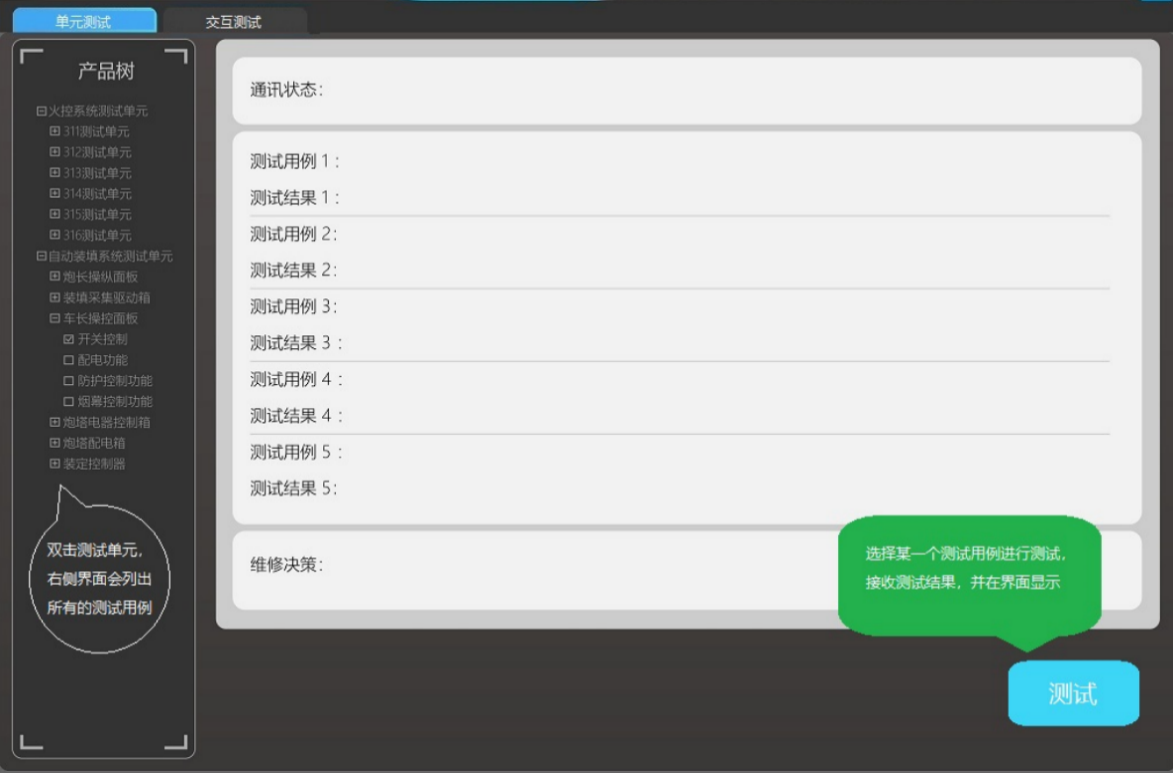 单元测试
交互测试
产品树
火控系统测试单元
311测试单元
312测试单元
313测试单元
314测试单元
315测试单元
316测试单元
自动装填系统测试单元
炮长操纵面板
装填采集驱动箱
车长操控面板
开关控制
配电功能
防护控制功能
烟幕控制功能
炮塔电器控制箱
炮塔配电箱
装定控制器
双击测试单元，
右侧界面会列出
所有的测试用例
通讯状态:
测试用例 1 :
测试结果 1 :
测试用例 2:
测试结果 2:
测试用例 3:
测试结果 3 :
测试用例 4 :
测试结果 4 :
测试用例 5 :
测试结果 5:
维修决策:
选择某一个测试用例进行测试，
接收测试结果，并在界面显示
测试